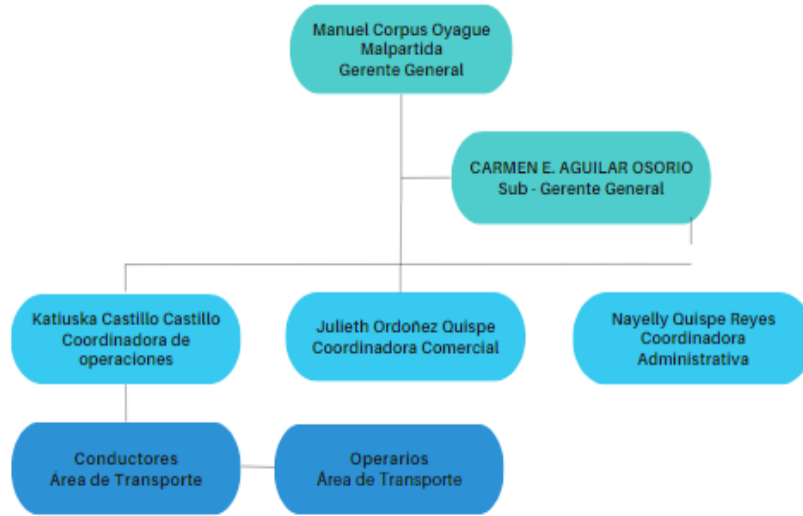 Manuel Corpus Oyague
Malpartida
Gerente General
CARMEN E. AGUILAR OSORIO
Sub - Gerente General
Katiuska Castillo Castillo
Coordinadora de
operaciones
Julieth Ordoñez Quispe
Coordinadora Comercial
Nayelly Quispe Reyes
Coordinadora
Administrativa
Conductores
Área de Transporte
Operarios
Área de Transporte